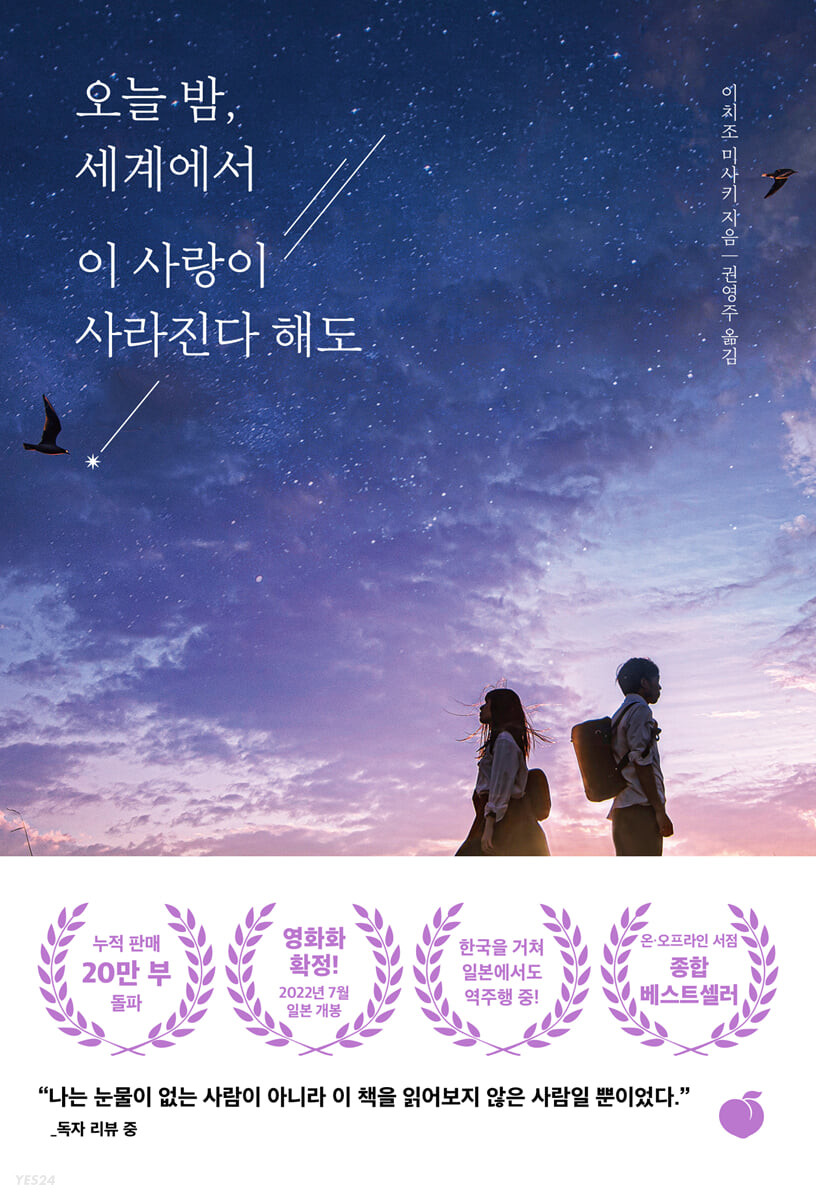 오늘 밤,
세계에서
이 사랑이
사라진다 해도
이치조 미사키 지음 | 권영주 옮김
누적 판매
20만 부
돌파
영화화
확정!
2022년 7월
일본 개봉
한국을 거쳐
일본에서도
역주행 중!
온·오프라인 서점
종합
베스트셀러
“나는 눈물이 없는 사람이 아니라 이 책을 읽어보지 않은 사람일 뿐이었다.”
_독자 리뷰 중
YES24